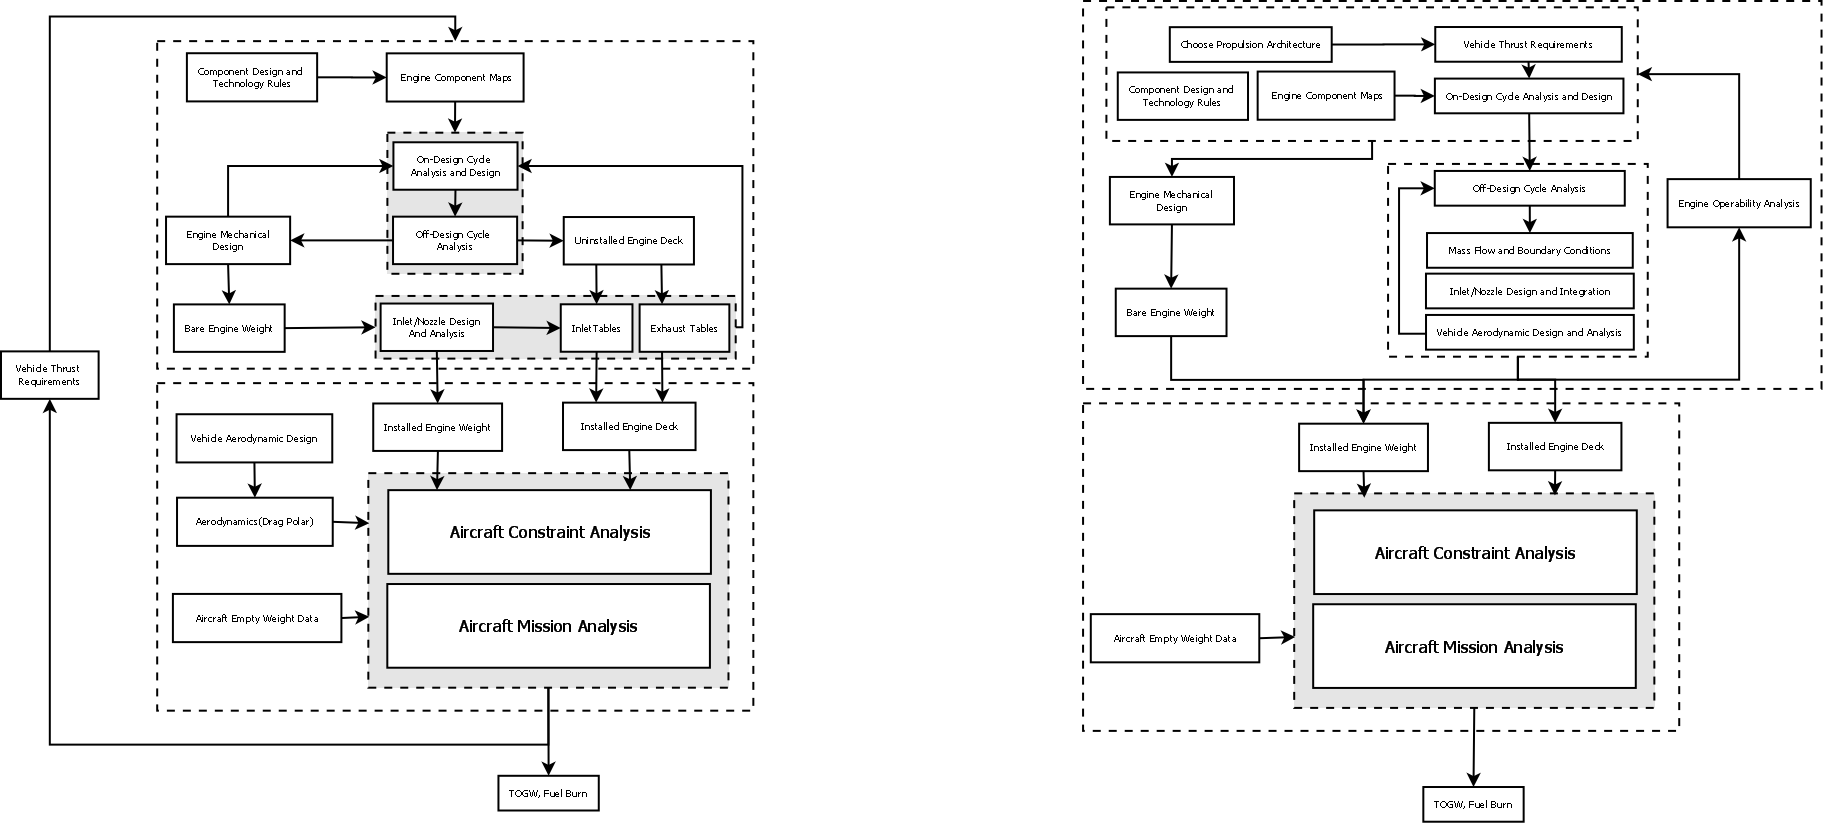 Component Design and
Technology Rules
Engine Component Maps
On-Design Cycle
Analysis and Design
Engine Mechanical
Design
Off-Design Cycle
Analysis
Uninstalled Engine Deck
Bare Engine Weight
Inlet/Nozzle Design
And Analysis
Inlet Tables
Exhaust Tables
Vehicle Thrust
Requirements
Vehicle Aerodynamic Design
Installed Engine Weight
Installed Engine Deck
Aerodynamics(Drag Polar)
Aircraft Constraint Analysis
Aircraft Empty Weight Data
Aircraft Mission Analysis
TOGW, Fuel Burn
Choose Propulsion Architecture
Vehicle Thrust Requirements
Component Design and
Technology Rules
Engine Component Maps
On-Design Cycle Analysis and Design
Engine Mechanical
Design
Off-Design Cycle Analysis
Engine Operability Analysis
Mass Flow and Boundary Conditions
Inlet/Nozzle Design and Integration
Bare Engine Weight
Vehicle Aerodynamic Design and Analysis
Installed Engine Weight
Installed Engine Deck
Aircraft Constraint Analysis
Aircraft Empty Weight Data
Aircraft Mission Analysis
TOGW, Fuel Burn